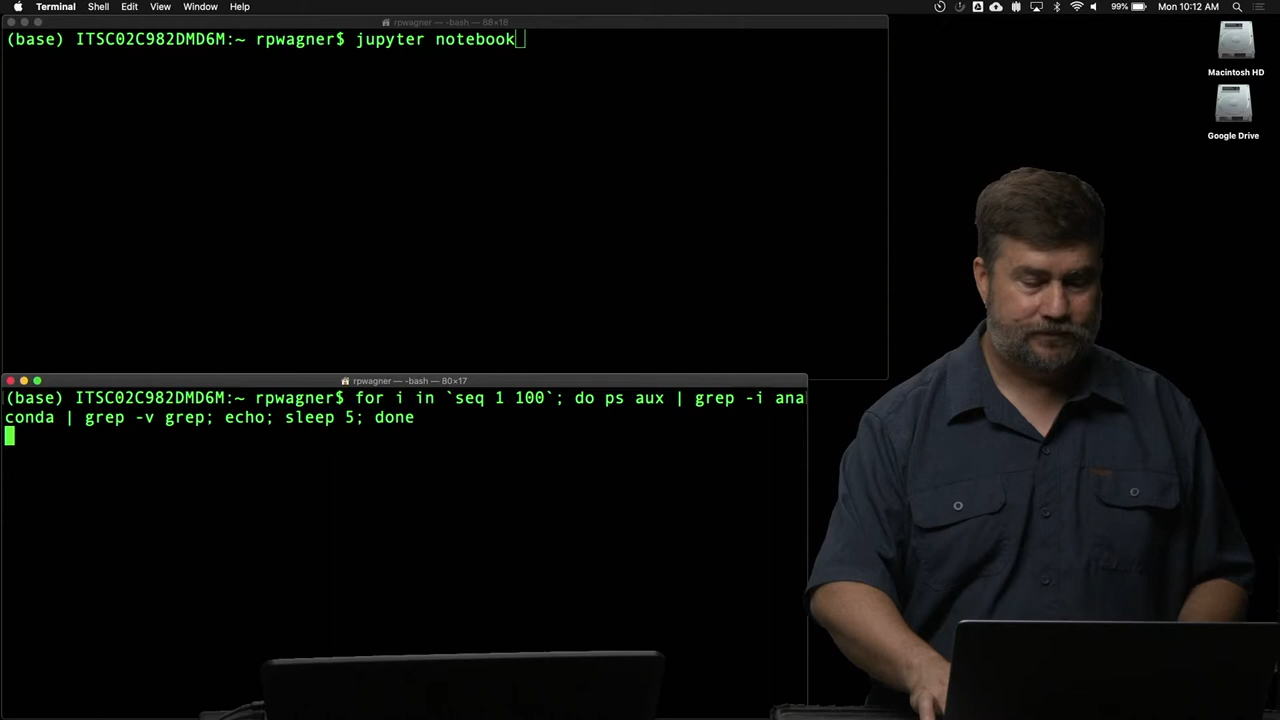 Terminal Shell Edit View Window Help 99% Mon 10:12 AM
rpwagner — -bash — 88×18
(base) ITSC02C982DMD6M:~ rpwagner$ jupyter notebook
Macintosh HD
Google Drive
rpwagner — -bash — 80×17
(base) ITSC02C982DMD6M:~ rpwagner$ for i in `seq 1 100`; do ps aux | grep -i ana
conda | grep -v grep; echo; sleep 5; done